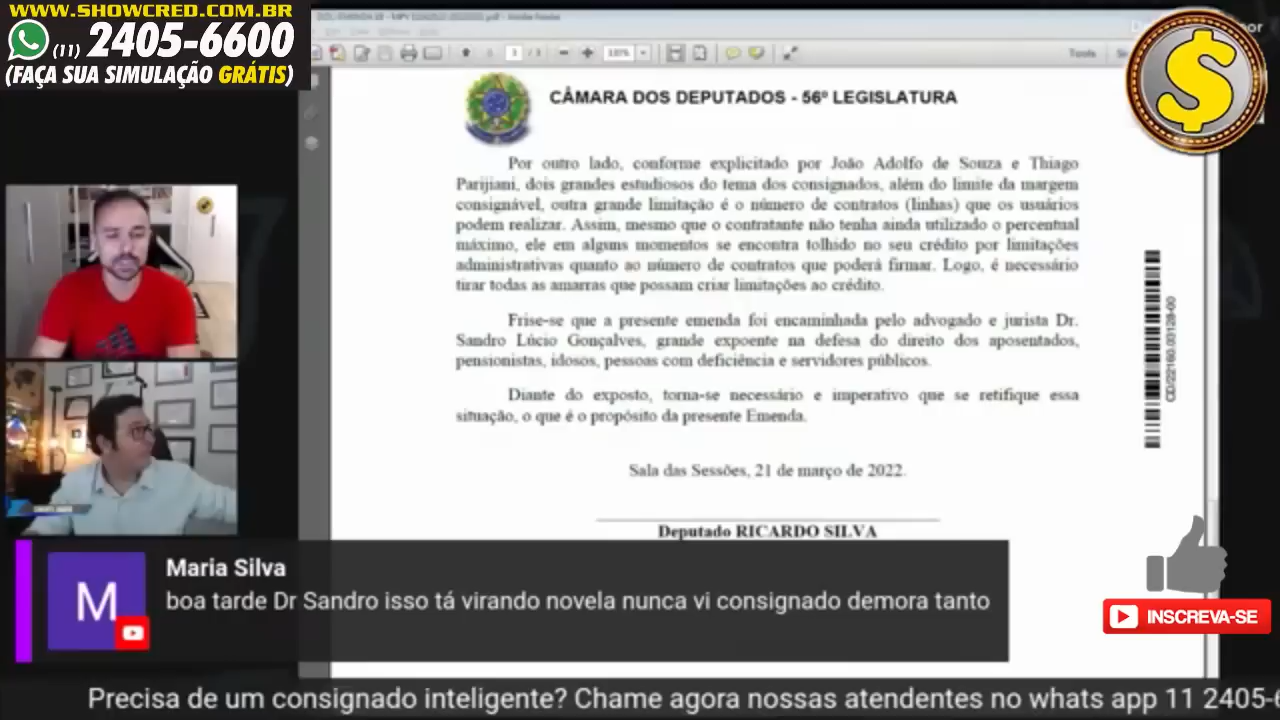 WWW.SHOWCRED.COM.BR
(11) 2405-6600
(FAÇA SUA SIMULAÇÃO GRÁTIS)
CÂMARA DOS DEPUTADOS - 56º LEGISLATURA
Por outro lado, conforme explicitado por João Adolfo de Souza e Thiago
Parijiani, dois grandes estudiosos do tema dos consignados, além do limite da margem
consignável, outra grande limitação é o número de contratos (linhas) que os usuários
podem realizar. Assim, mesmo que o contratante não tenha ainda utilizado o percentual
máximo, ele em alguns momentos se encontra tolhido no seu crédito por limitações
administrativas quanto ao número de contratos que poderá firmar. Logo, é necessário
tirar todas as amarras que possam criar limitações ao crédito.
Frise-se que a presente emenda foi encaminhada pelo advogado e jurista Dr.
Sandro Lúcio Gonçalves, grande expoente na defesa do direito dos aposentados,
pensionistas, idosos, pessoas com deficiência e servidores públicos.
Diante do exposto, torna-se necessário e imperativo que se retifique essa
situação, o que é o propósito da presente Emenda.
Sala das Sessões, 21 de março de 2022.
Deputado RICARDO SILVA
CD/22160.00128-00
M
Maria Silva
boa tarde Dr Sandro isso tá virando novela nunca vi consignado demora tanto
INSCREVA-SE
Precisa de um consignado inteligente? Chame agora nossas atendentes no whats app 11 2405-6